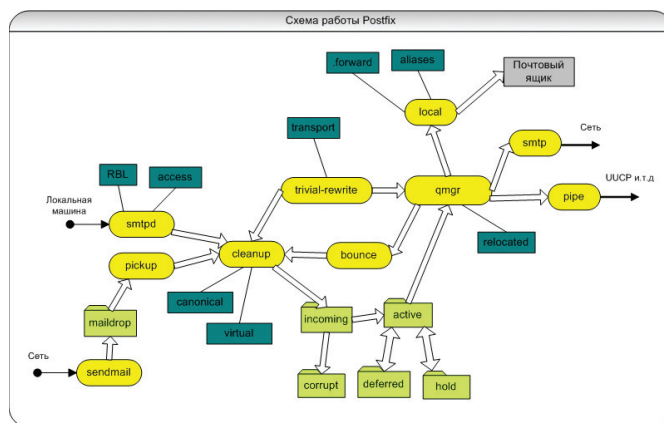 Схема работы Postfix
.forward
aliases
Почтовый
ящик
local
transport
smtp
Сеть
RBL
access
trivial-rewrite
qmgr
UUCP и.т.д
pipe
Локальная
машина
smtpd
relocated
cleanup
bounce
pickup
canonical
virtual
maildrop
incoming
active
Сеть
sendmail
corrupt
deferred
hold